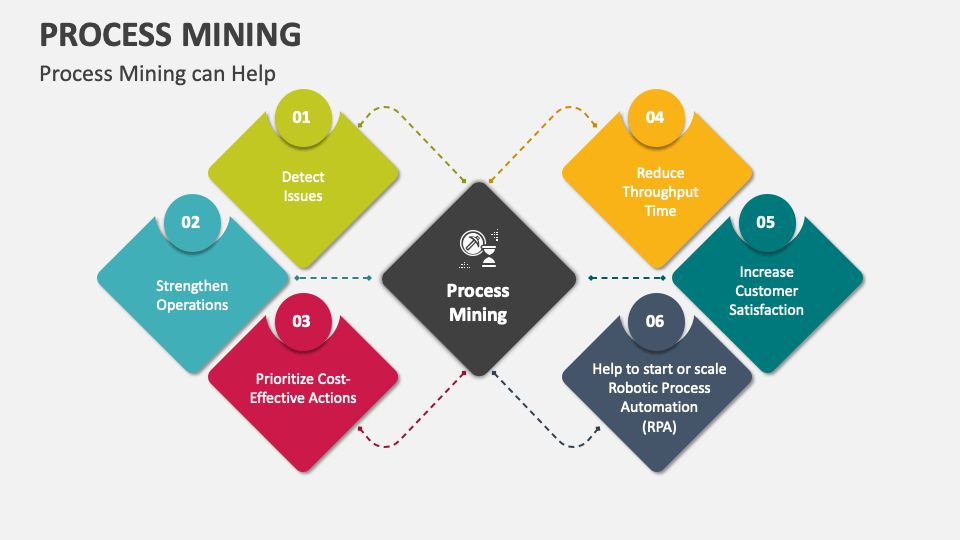 PROCESS MINING
Process Mining can Help
01
Detect
Issues
02
Strengthen
Operations
03
Prioritize Cost-
Effective Actions
Process
Mining
04
Reduce
Throughput
Time
05
Increase
Customer
Satisfaction
06
Help to start or scale
Robotic Process
Automation
(RPA)